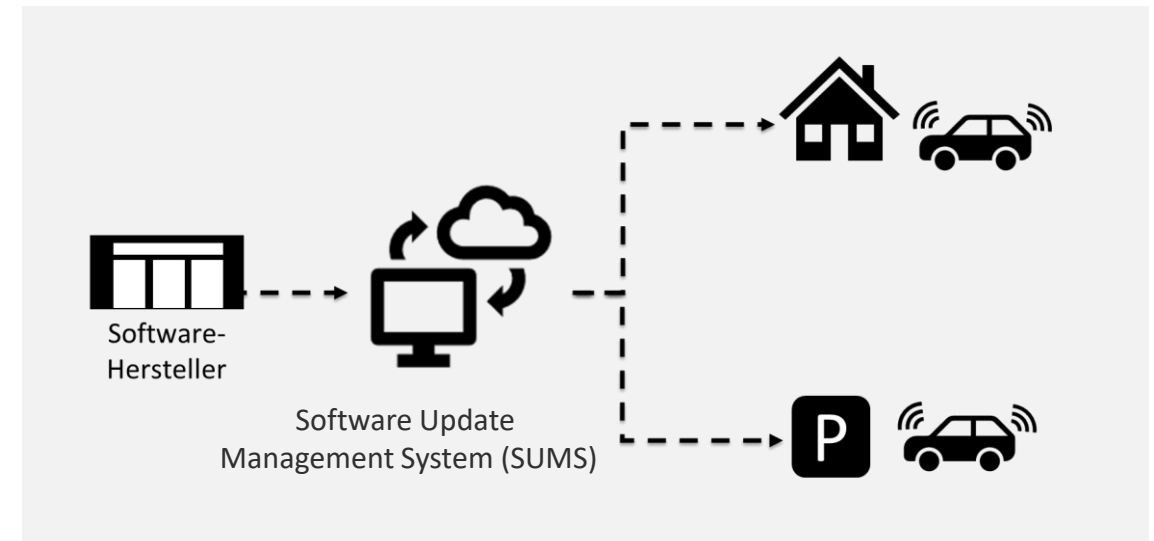 Software-
Hersteller
Software Update
Management System (SUMS)
P